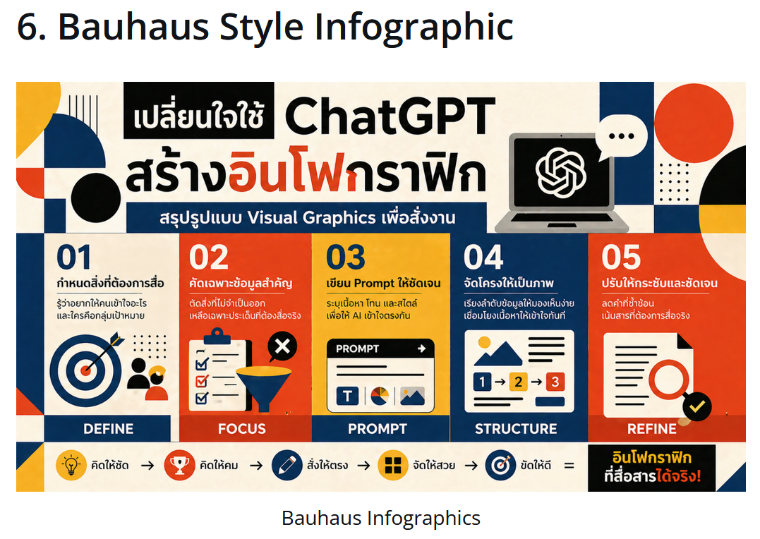 6. Bauhaus Style Infographic
เปลี่ยนใจใช้ ChatGPT
สร้างอินโฟกราฟิก
สรุปรูปแบบ Visual Graphics เพื่อสั่งงาน
01
กำหนดสิ่งที่ต้องการสื่อ
รู้ว่าอยากให้คนเข้าใจอะไร
และใครคือกลุ่มเป้าหมาย
DEFINE
02
คัดเฉพาะข้อมูลสำคัญ
ตัดสิ่งที่ไม่จำเป็นออก
เหลือเฉพาะประเด็นที่ต้องสื่อจริง
FOCUS
03
เขียน Prompt ให้ชัดเจน
ระบุเนื้อหา โทน และสไตล์
เพื่อให้ AI เข้าใจตรงกัน
PROMPT
T
PROMPT
04
จัดโครงให้เป็นภาพ
เรียงลำดับข้อมูลให้มองเห็นง่าย
เชื่อมโยงเนื้อหาให้เข้าใจทันที
1 → 2 → 3
STRUCTURE
05
ปรับให้กระชับและชัดเจน
ลดคำที่ซ้ำซ้อน
เน้นสารที่ต้องการสื่อจริง
REFINE
คิดให้ชัด → คิดให้คม → สั่งให้ตรง → จัดให้สวย → ขัดให้ดี =
อินโฟกราฟิก
ที่สื่อสารได้จริง!
Bauhaus Infographics